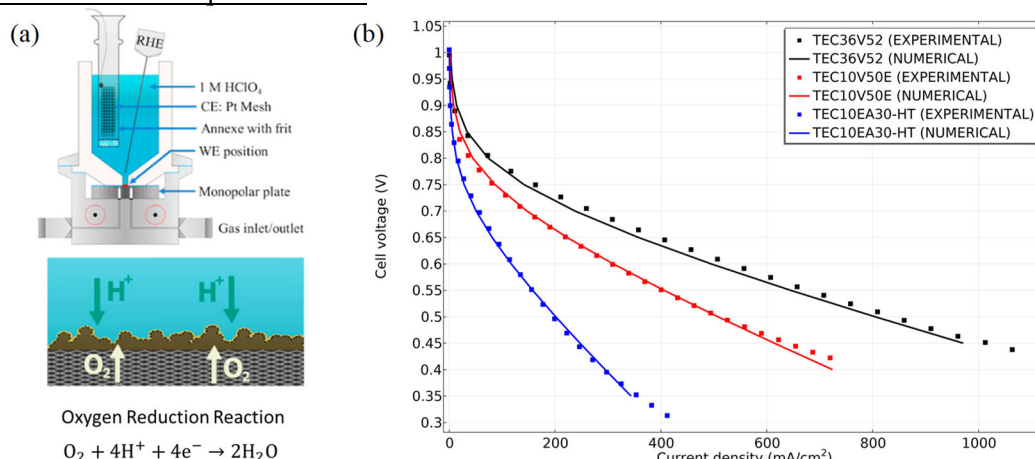 (a)
RHE
1 M HClO₄
CE: Pt Mesh
Annexe with frit
WE position
Monopolar plate
Gas inlet/outlet
H⁺
H⁺
O₂
O₂
Oxygen Reduction Reaction
O₂ + 4H⁺ + 4e⁻ → 2H₂O
(b)
TEC36V52 (EXPERIMENTAL)
TEC36V52 (NUMERICAL)
TEC10V50E (EXPERIMENTAL)
TEC10V50E (NUMERICAL)
TEC10EA30-HT (EXPERIMENTAL)
TEC10EA30-HT (NUMERICAL)
Cell voltage (V)
1.05
1
0.95
0.9
0.85
0.8
0.75
0.7
0.65
0.6
0.55
0.5
0.45
0.4
0.35
0.3
0
200
400
600
800
1000
Current density (mA/cm²)